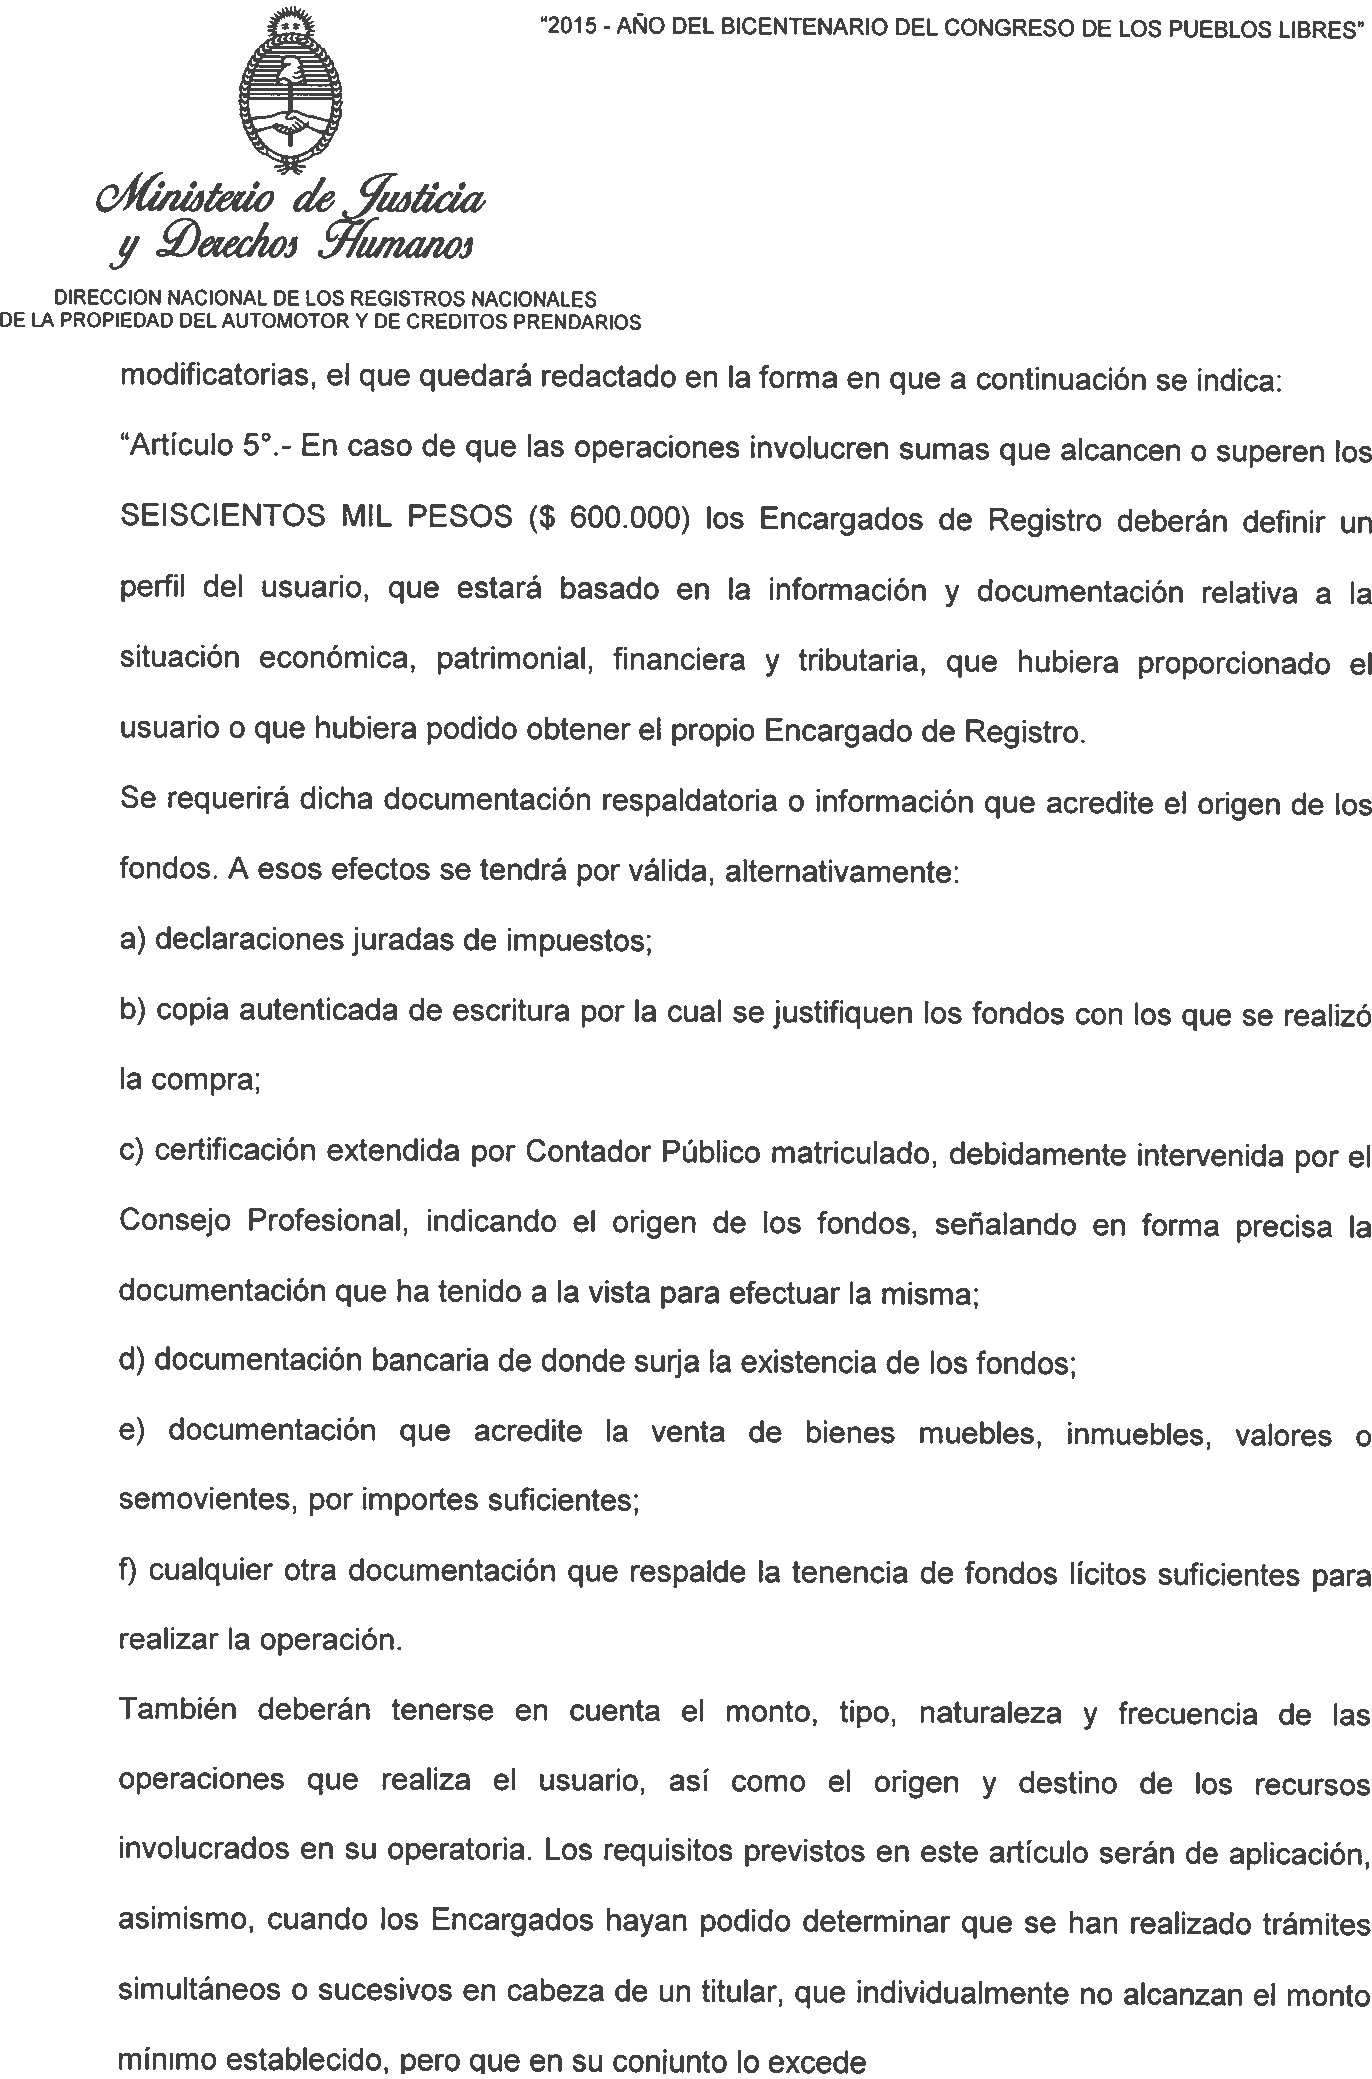 "2015 - AÑO DEL BICENTENARIO DEL CONGRESO DE LOS PUEBLOS LIBRES"
Ministerio de Justicia
y Derechos Humanos
DIRECCION NACIONAL DE LOS REGISTROS NACIONALES
DE LA PROPIEDAD DEL AUTOMOTOR Y DE CREDITOS PRENDARIOS
modificatorias, el que quedará redactado en la forma en que a continuación se indica:
"Artículo 5°.- En caso de que las operaciones involucren sumas que alcancen o superen los
SEISCIENTOS MIL PESOS ($ 600.000) los Encargados de Registro deberán definir un
perfil del usuario, que estará basado en la información y documentación relativa a la
situación económica, patrimonial, financiera y tributaria, que hubiera proporcionado el
usuario o que hubiera podido obtener el propio Encargado de Registro.
Se requerirá dicha documentación respaldatoria o información que acredite el origen de los
fondos. A esos efectos se tendrá por válida, alternativamente:
a) declaraciones juradas de impuestos;
b) copia autenticada de escritura por la cual se justifiquen los fondos con los que se realizó
la compra;
c) certificación extendida por Contador Público matriculado, debidamente intervenida por el
Consejo Profesional, indicando el origen de los fondos, señalando en forma precisa la
documentación que ha tenido a la vista para efectuar la misma;
d) documentación bancaria de donde surja la existencia de los fondos;
e) documentación que acredite la venta de bienes muebles, inmuebles, valores o
semovientes, por importes suficientes;
f) cualquier otra documentación que respalde la tenencia de fondos lícitos suficientes para
realizar la operación.
También deberán tenerse en cuenta el monto, tipo, naturaleza y frecuencia de las
operaciones que realiza el usuario, así como el origen y destino de los recursos
involucrados en su operatoria. Los requisitos previstos en este artículo serán de aplicación,
asimismo, cuando los Encargados hayan podido determinar que se han realizado trámites
simultáneos o sucesivos en cabeza de un titular, que individualmente no alcanzan el monto
mínimo establecido, pero que en su conjunto lo excede